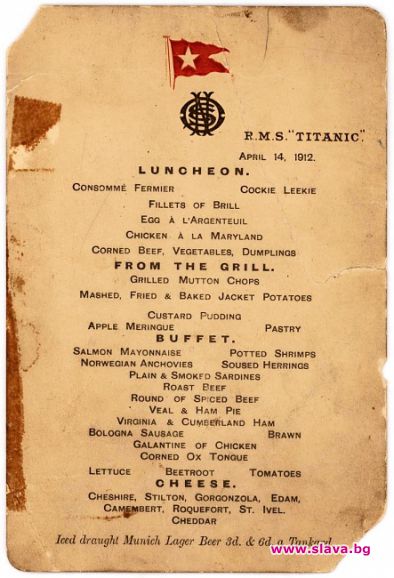 R.M.S. "TITANIC".
APRIL 14, 1912.
LUNCHEON.
CONSOMMÉ FERMIER COCKIE LEEKIE
FILLETS OF BRILL
EGG À L'ARGENTEUIL
CHICKEN À LA MARYLAND
CORNED BEEF, VEGETABLES, DUMPLINGS
FROM THE GRILL.
GRILLED MUTTON CHOPS
MASHED, FRIED & BAKED JACKET POTATOES
CUSTARD PUDDING
APPLE MERINGUE PASTRY
BUFFET.
SALMON MAYONNAISE POTTED SHRIMPS
NORWEGIAN ANCHOVIES SOUSED HERRINGS
PLAIN & SMOKED SARDINES
ROAST BEEF
ROUND OF SPICED BEEF
VEAL & HAM PIE
VIRGINIA & CUMBERLAND HAM
BOLOGNA SAUSAGE BRAWN
GALANTINE OF CHICKEN
CORNED OX TONGUE
LETTUCE BEETROOT TOMATOES
CHEESE.
CHESHIRE, STILTON, GORGONZOLA, EDAM,
CAMEMBERT, ROQUEFORT, ST. IVEL.
CHEDDAR
Iced draught Munich Lager Beer 3d. & 6d. a Tankard.
www.slava.bg